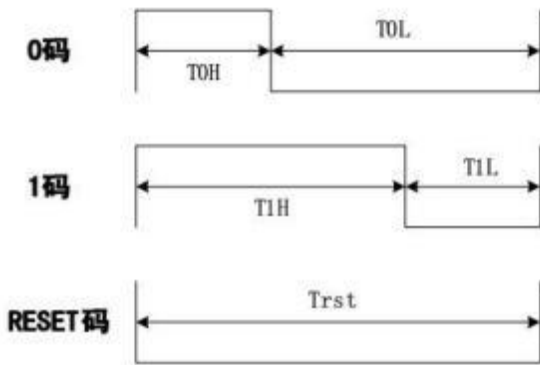 0码
T0H
T0L
1码
T1H
T1L
RESET码
Trst